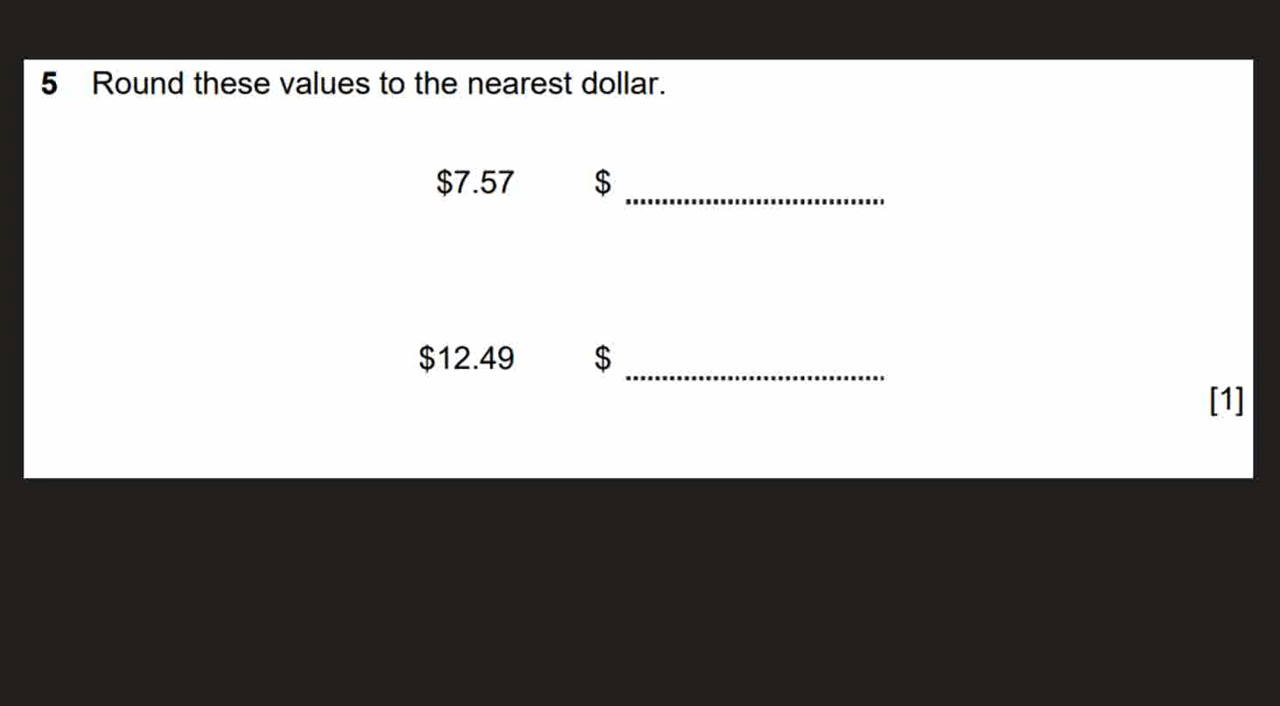 5 Round these values to the nearest dollar.
$7.57 $ ....................................
$12.49 $ ....................................
[1]